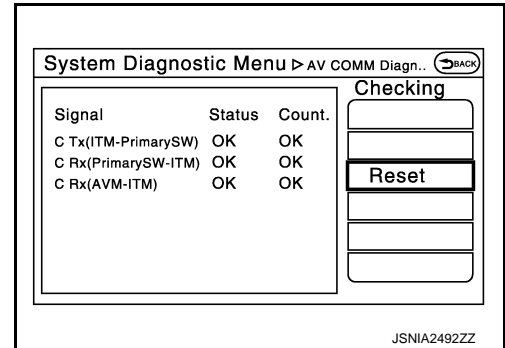 System Diagnostic Menu ▷ AV COMM Diagn.. BACK
Checking
Signal Status Count.
C Tx(ITM-PrimarySW) OK OK
C Rx(PrimarySW-ITM) OK OK
C Rx(AVM-ITM) OK OK
Reset
JSNIA2492ZZ